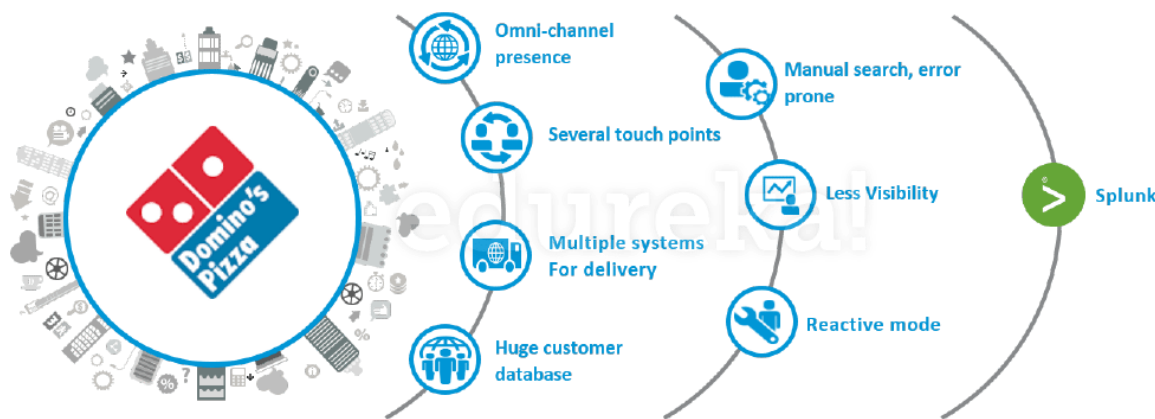 Domino's
Pizza
Omni-channel
presence
Several touch points
Multiple systems
For delivery
Huge customer
database
Manual search, error
prone
Less Visibility
Reactive mode
Splunk
edureka!